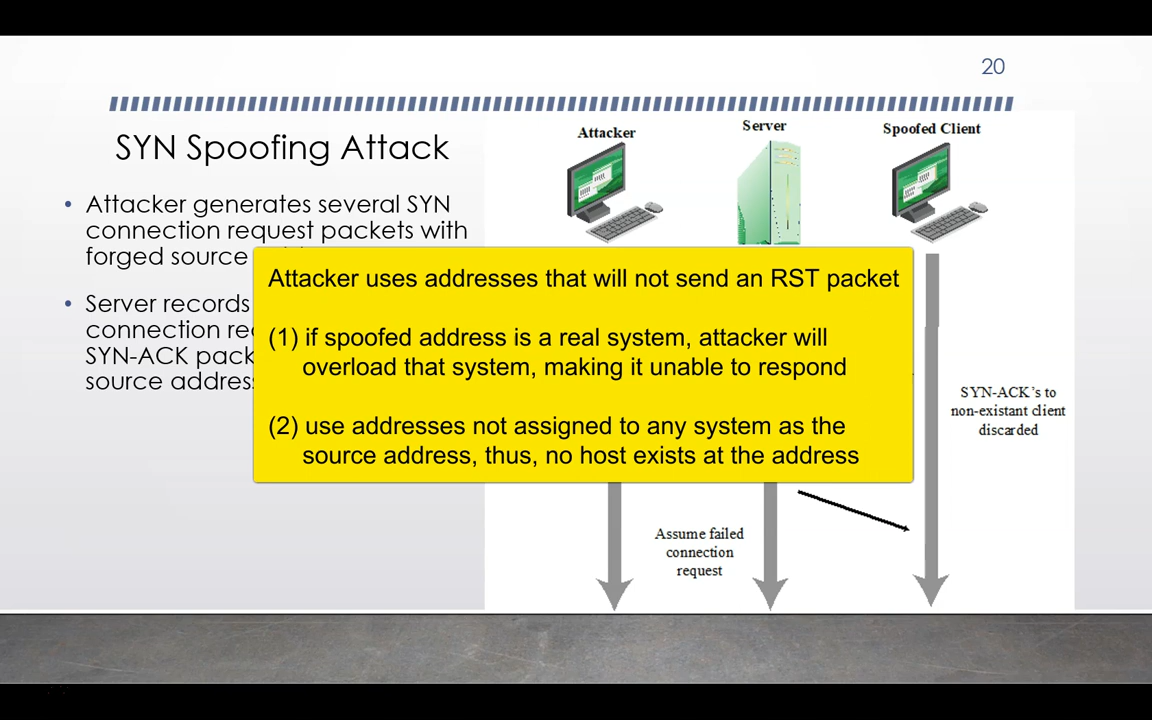 20
SYN Spoofing Attack
• Attacker generates several SYN
connection request packets with
forged source
• Server records
connection
SYN-ACK
source
Attacker uses addresses that will not send an RST packet
(1) if spoofed address is a real system, attacker will
overload that system, making it unable to respond
(2) use addresses not assigned to any system as the
source address, thus, no host exists at the address
Attacker
Server
Spoofed Client
SYN-ACK's to
non-existant client
discarded
Assume failed
connection
request